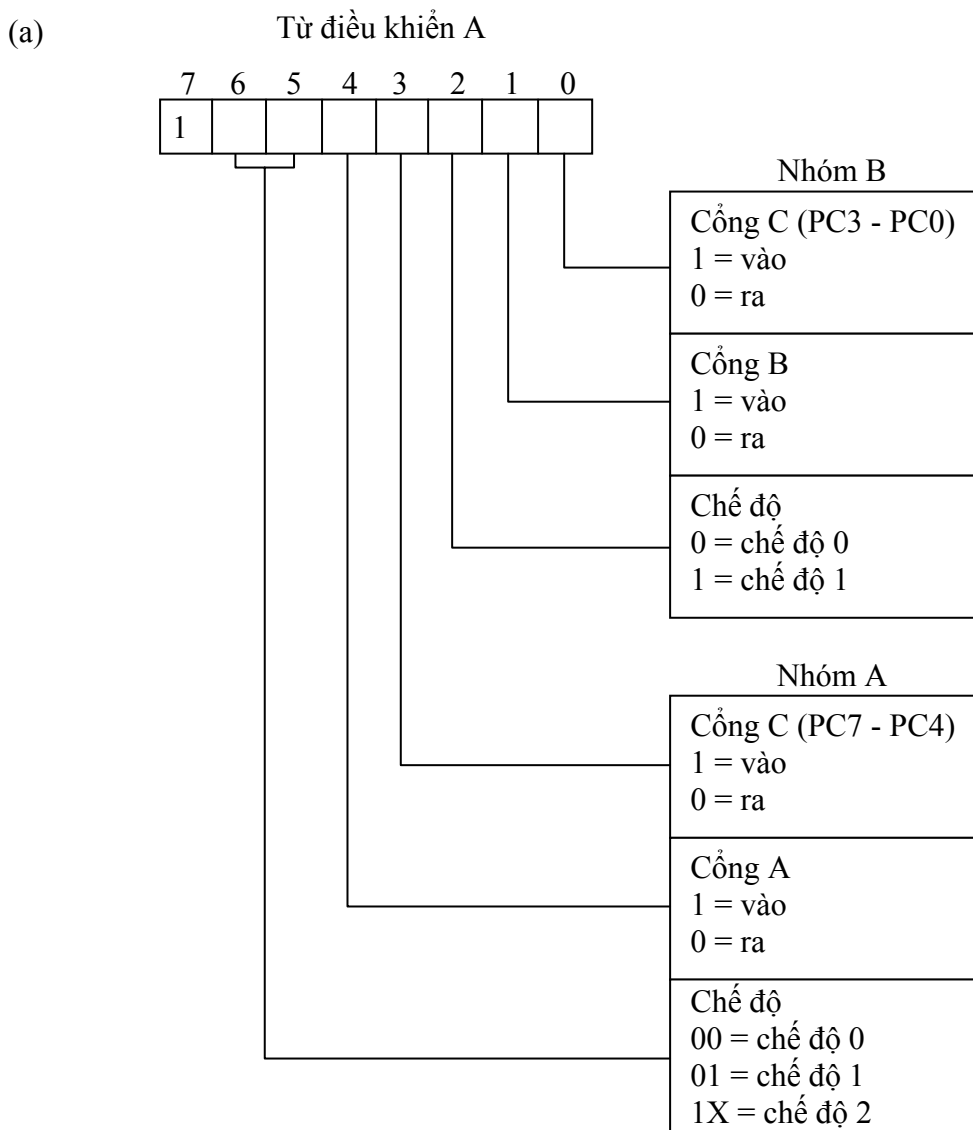 (a)
Từ điều khiển A
7 6 5 4 3 2 1 0
1
Nhóm B
Cổng C (PC3 - PC0)
1 = vào
0 = ra
Cổng B
1 = vào
0 = ra
Chế độ
0 = chế độ 0
1 = chế độ 1
Nhóm A
Cổng C (PC7 - PC4)
1 = vào
0 = ra
Cổng A
1 = vào
0 = ra
Chế độ
00 = chế độ 0
01 = chế độ 1
1X = chế độ 2